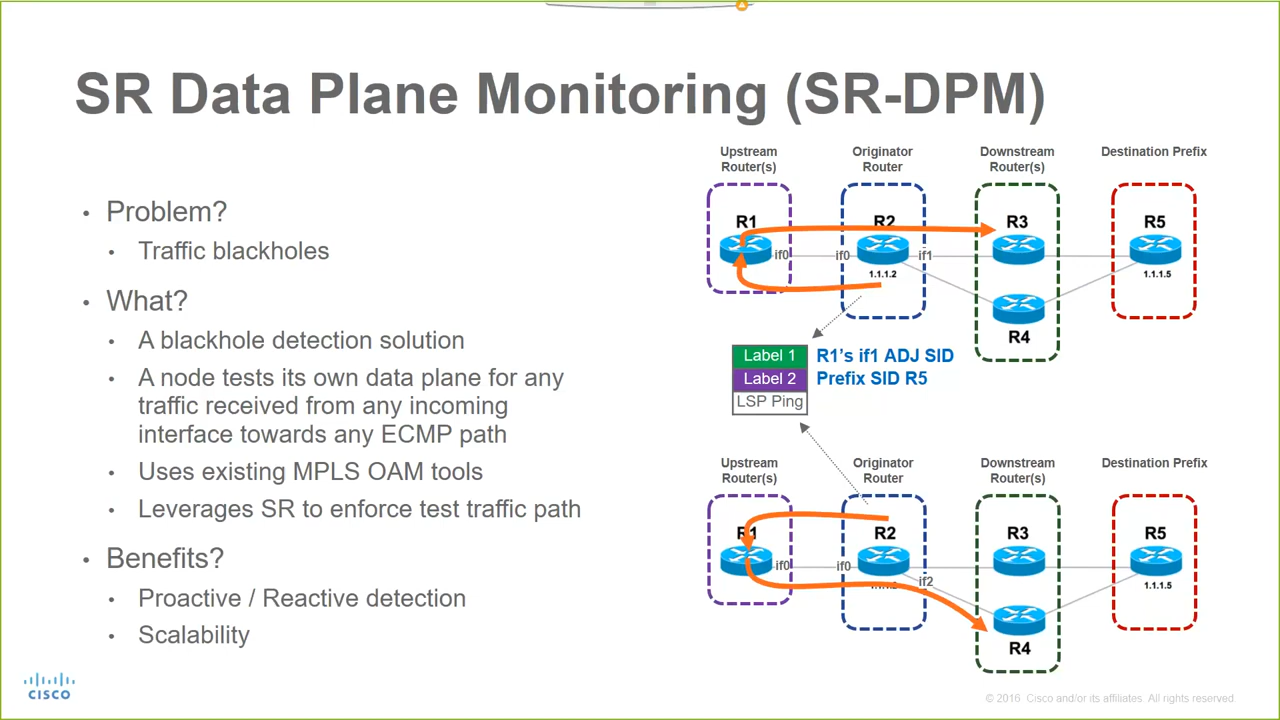 SR Data Plane Monitoring (SR-DPM)
• Problem?
• Traffic blackholes
• What?
• A blackhole detection solution
• A node tests its own data plane for any
traffic received from any incoming
interface towards any ECMP path
• Uses existing MPLS OAM tools
• Leverages SR to enforce test traffic path
• Benefits?
• Proactive / Reactive detection
• Scalability
Upstream
Router(s)
Originator
Router
Downstream
Router(s)
Destination Prefix
R1
R2
R3
R5
if0
if0
if1
1.1.1.2
1.1.1.5
R4
Label 1
R1's if1 ADJ SID
Label 2
Prefix SID R5
LSP Ping
Upstream
Router(s)
Originator
Router
Downstream
Router(s)
Destination Prefix
R1
R2
R3
R5
if0
if0
if2
1.1.1.2
1.1.1.5
R4
CISCO
© 2016 Cisco and/or its affiliates. All rights reserved.